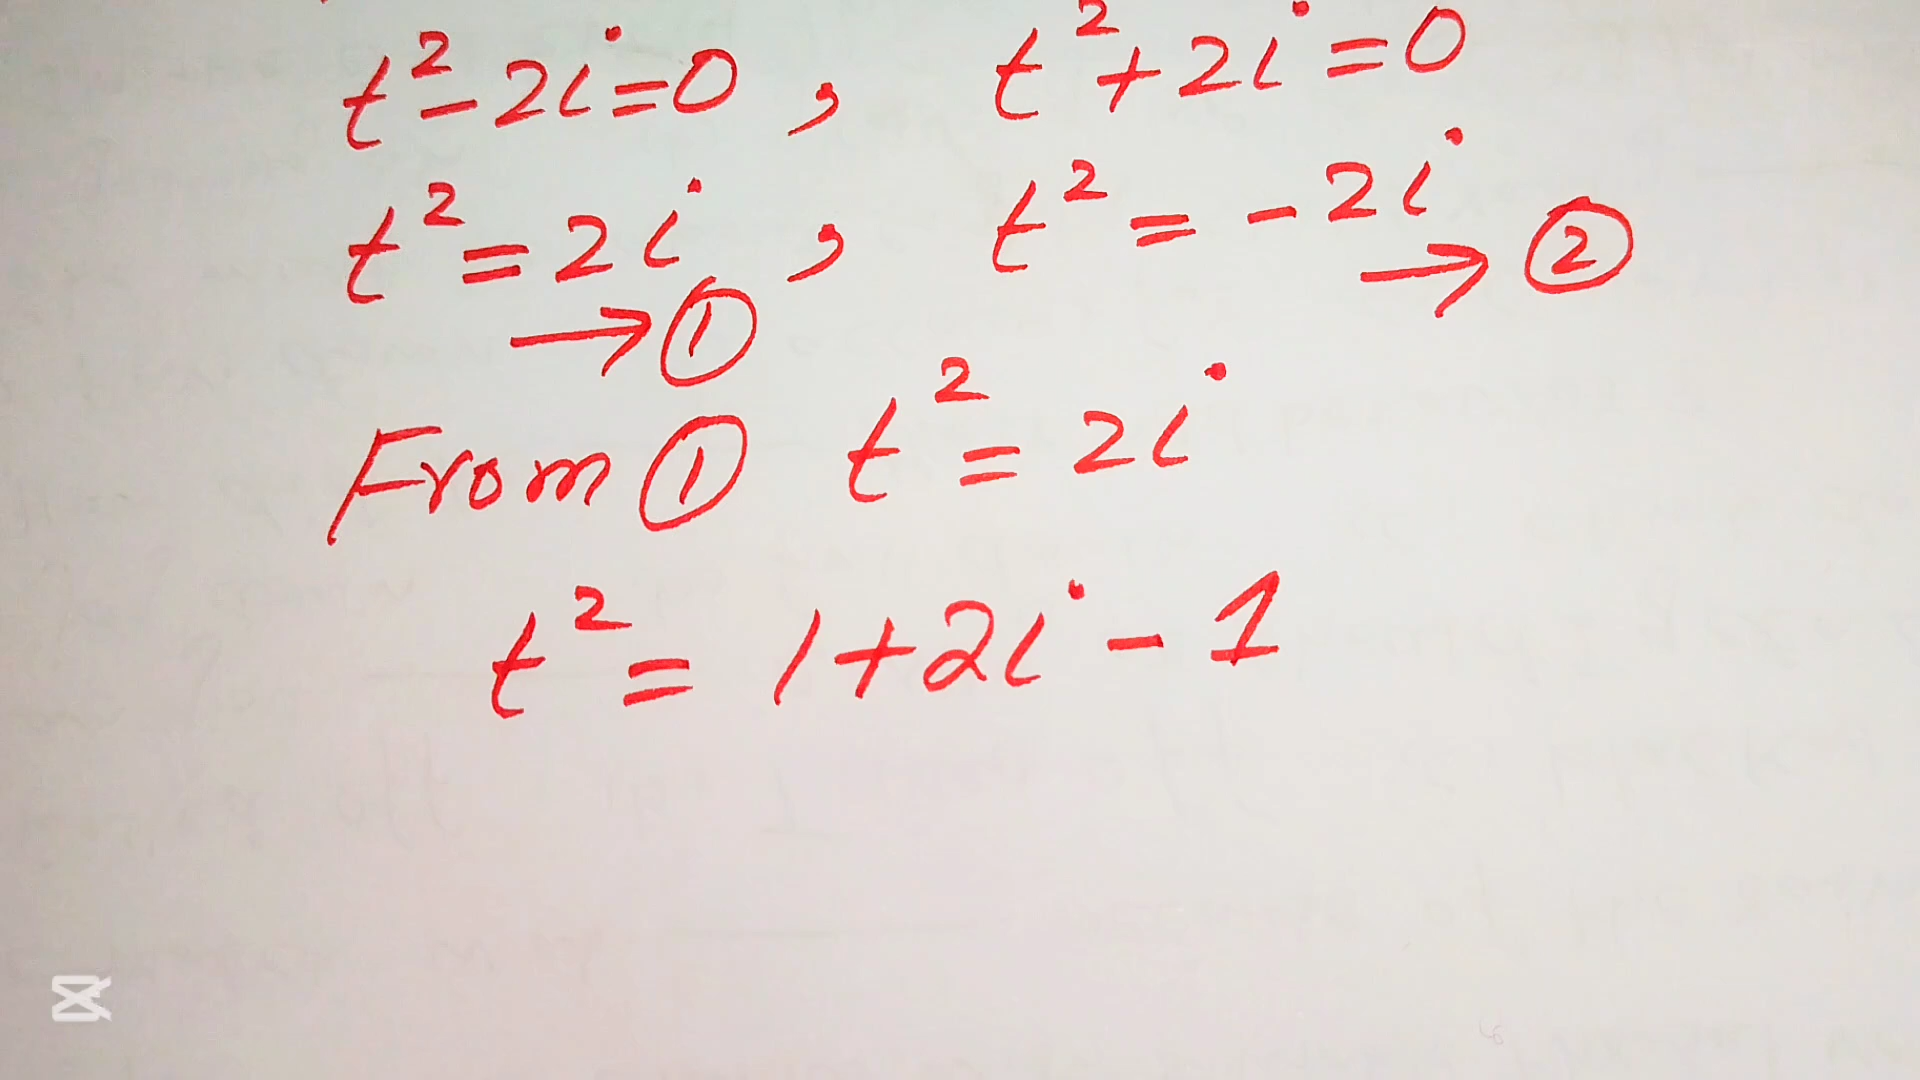 t²-2i=0 , t²+2i=0
t²=2i , t²=-2i → ②
→ ①
From ① t²=2i
t²=1+2i-1